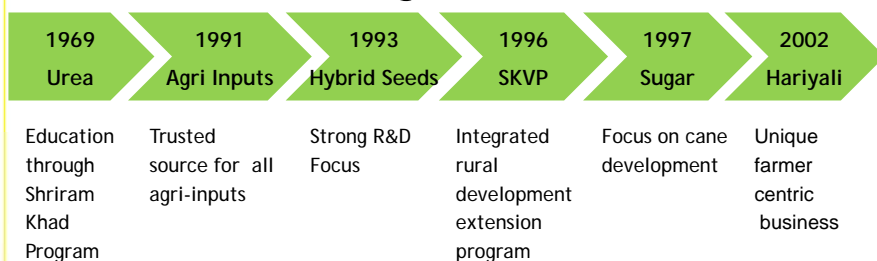 1969
Urea
1991
Agri Inputs
1993
Hybrid Seeds
1996
SKVP
1997
Sugar
2002
Hariyali
Education
through
Shriram
Khad
Program
Trusted
source for all
agri-inputs
Strong R&D
Focus
Integrated
rural
development
extension
program
Focus on cane
development
Unique
farmer
centric
business